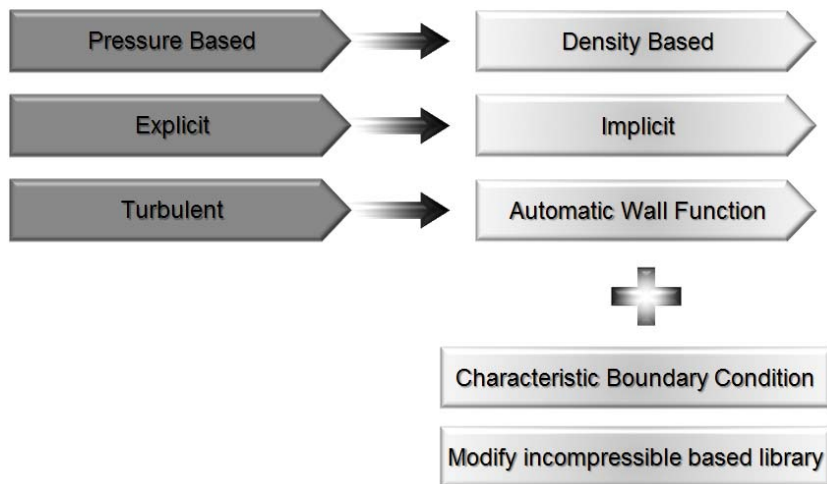 Pressure Based
Density Based
Explicit
Implicit
Turbulent
Automatic Wall Function
Characteristic Boundary Condition
Modify incompressible based library